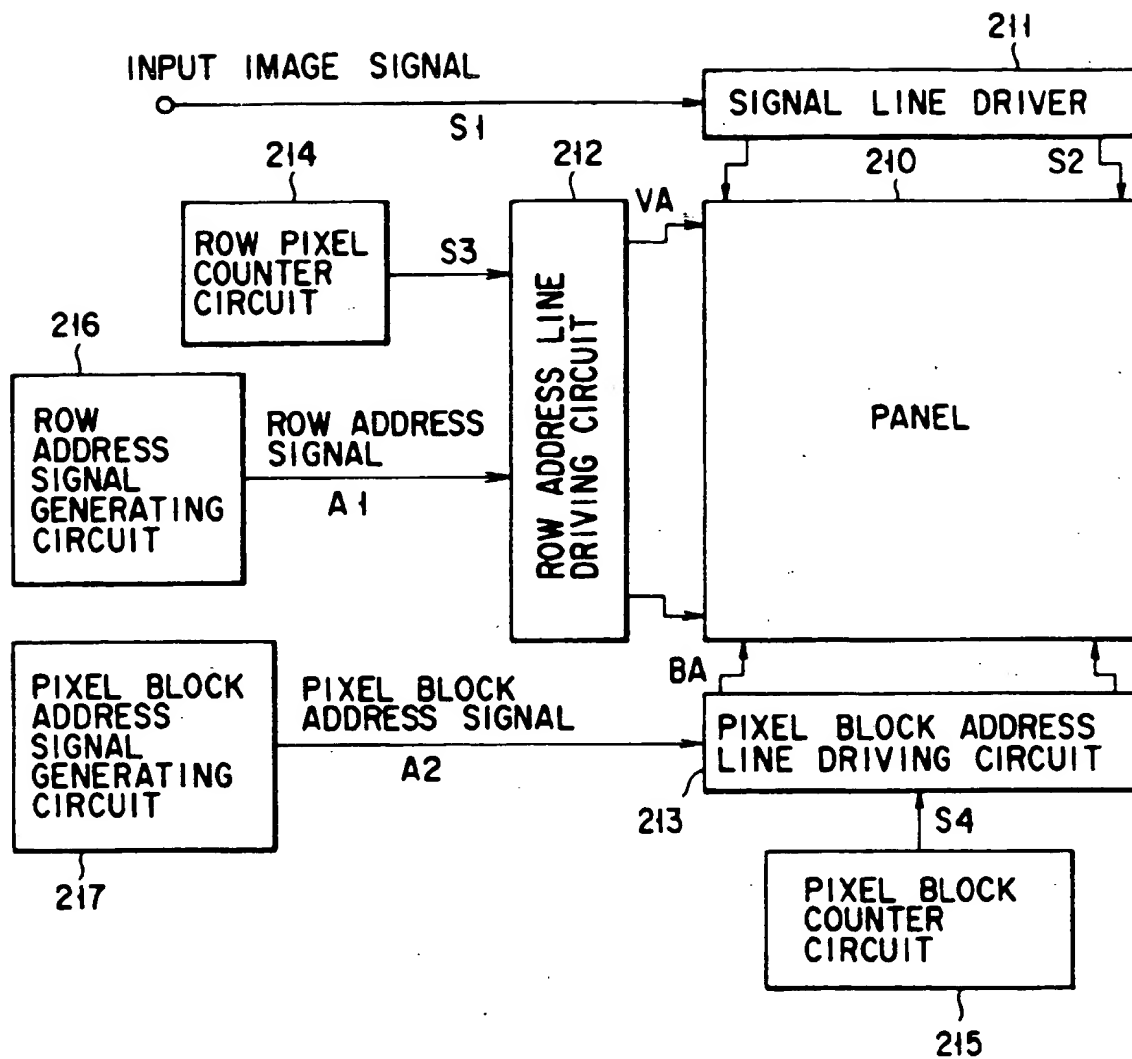 211
INPUT IMAGE SIGNAL
SIGNAL LINE DRIVER
S1
214
212
210
S2
VA
ROW PIXEL
COUNTER
CIRCUIT
S3
ROW ADDRESS LINE
DRIVING CIRCUIT
216
ROW
ADDRESS
SIGNAL
GENERATING
CIRCUIT
ROW ADDRESS
SIGNAL
A1
PANEL
BA
PIXEL BLOCK
ADDRESS
SIGNAL
GENERATING
CIRCUIT
PIXEL BLOCK
ADDRESS SIGNAL
A2
PIXEL BLOCK ADDRESS
LINE DRIVING CIRCUIT
213
S4
217
PIXEL BLOCK
COUNTER
CIRCUIT
215